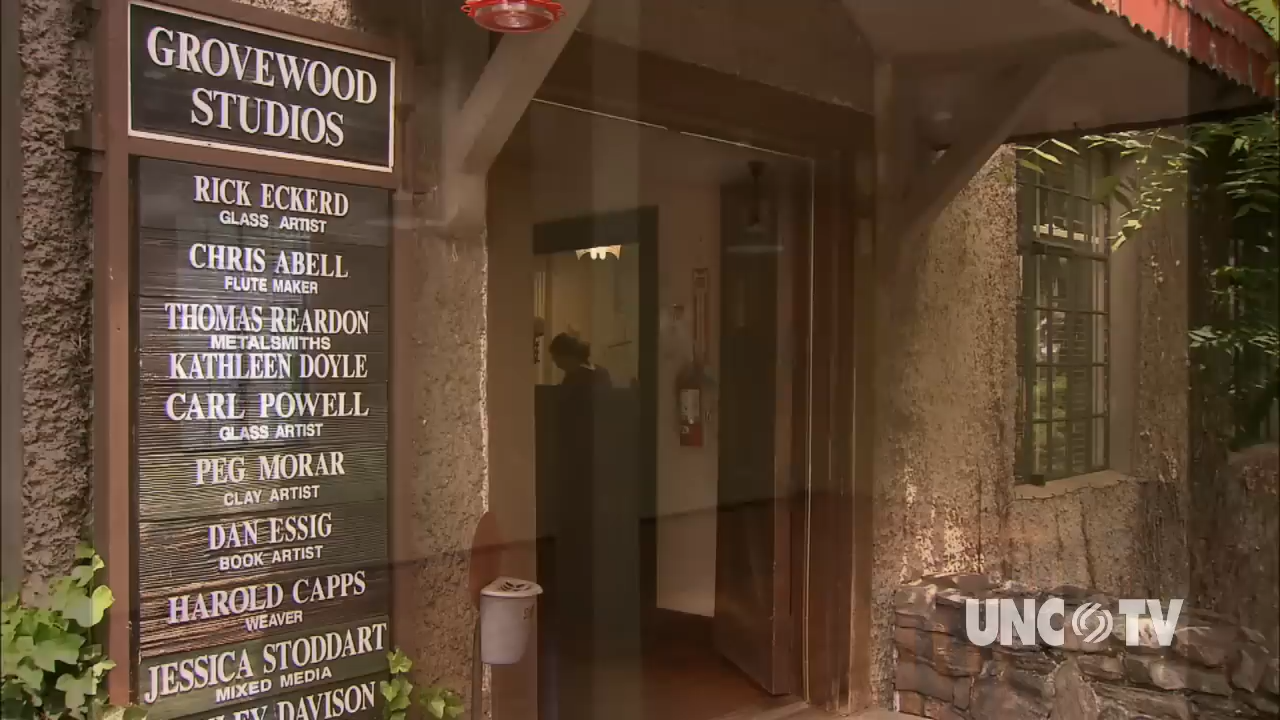 GROVEWOOD
STUDIOS
RICK ECKERD
GLASS ARTIST
CHRIS ABELL
FLUTE MAKER
THOMAS REARDON
METALSMITHS
KATHLEEN DOYLE
CARL POWELL
GLASS ARTIST
PEG MORAR
CLAY ARTIST
DAN ESSIG
BOOK ARTIST
HAROLD CAPPS
WEAVER
JESSICA STODDART
MIXED MEDIA
DAVISON
UNC TV